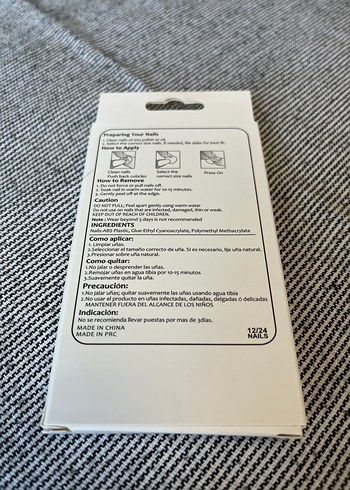 Preparing Your Nails
1. Clean nails of any polish or oil.
2. Select the correct size nails. If needed, file sides for best fit.
How to Apply
Clean nails
Push back cuticles
Select the
correct size nails
Press On
How to Remove
1. Do not force or pull nails off.
2. Soak nail in warm water for 10-15 minutes.
3. Gently peel off at the edge.
Caution
DO NOT PULL; Peel apart gently using warm water
Do not use on nails that are infected, damaged, thin or weak.
KEEP OUT OF REACH OF CHILDREN.
Note: Wear beyond 3 days is not recommended
INGREDIENTS
Nails-ABS Plastic, Glue-Ethyl Cyanoacrylate, Polymethyl Methacrylate
Como aplicar:
1. Limpiar uñas.
2.Seleccionar el tamaño correcto de uña. Si es necesario, lije uña natural.
3.Presionar sobre uña natural.
Como quitar:
1.No jalar o desprender las uñas.
2.Remojar uñas en agua tibia por 10-15 minutos
3.Suavemente quitar la uña.
Precaución:
1.No jalar uñas; quitar suavemente las uñas usando agua tibia
2.No usar el producto en uñas infectadas, dañadas, delgadas ó delicadas
MANTENER FUERA DEL ALCANCE DE LOS NIÑOS
Indicación:
No se recomienda llevar puestas por mas de 3dias.
MADE IN CHINA
MADE IN PRC
12/24
NAILS